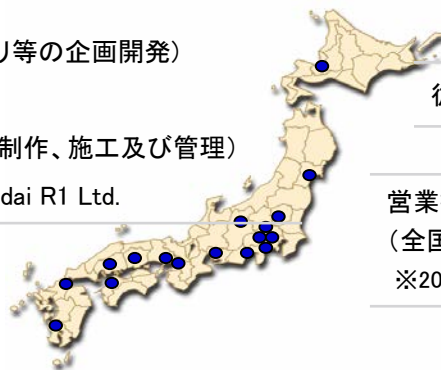 リ等の企画開発）
制作、施工及び管理）
dai R1 Ltd.
営業
（全国
※20